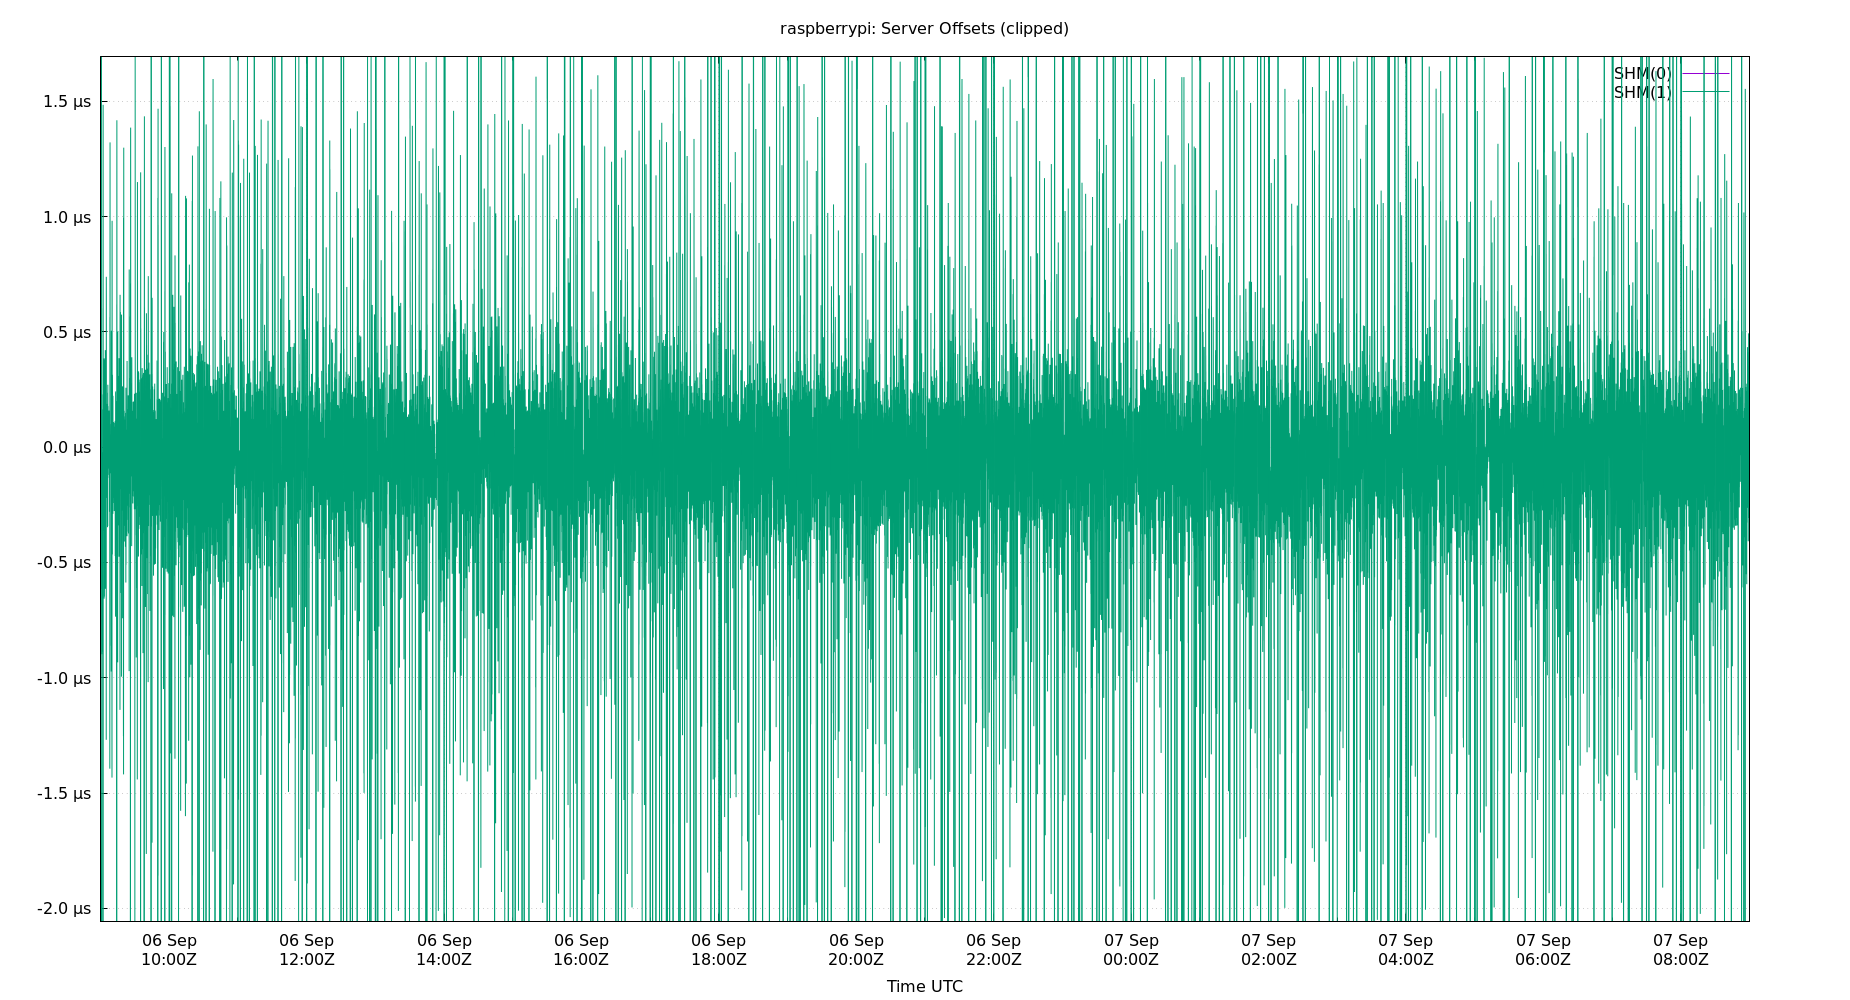 raspberrypi: Server Offsets (clipped)
SHM(0)
SHM(1)
1.5 µs
1.0 µs
0.5 µs
0.0 µs
-0.5 µs
-1.0 µs
-1.5 µs
-2.0 µs
06 Sep 06 Sep 06 Sep 06 Sep 06 Sep 06 Sep 06 Sep 07 Sep 07 Sep 07 Sep 07 Sep 07 Sep
10:00Z 12:00Z 14:00Z 16:00Z 18:00Z 20:00Z 22:00Z 00:00Z 02:00Z 04:00Z 06:00Z 08:00Z
Time UTC